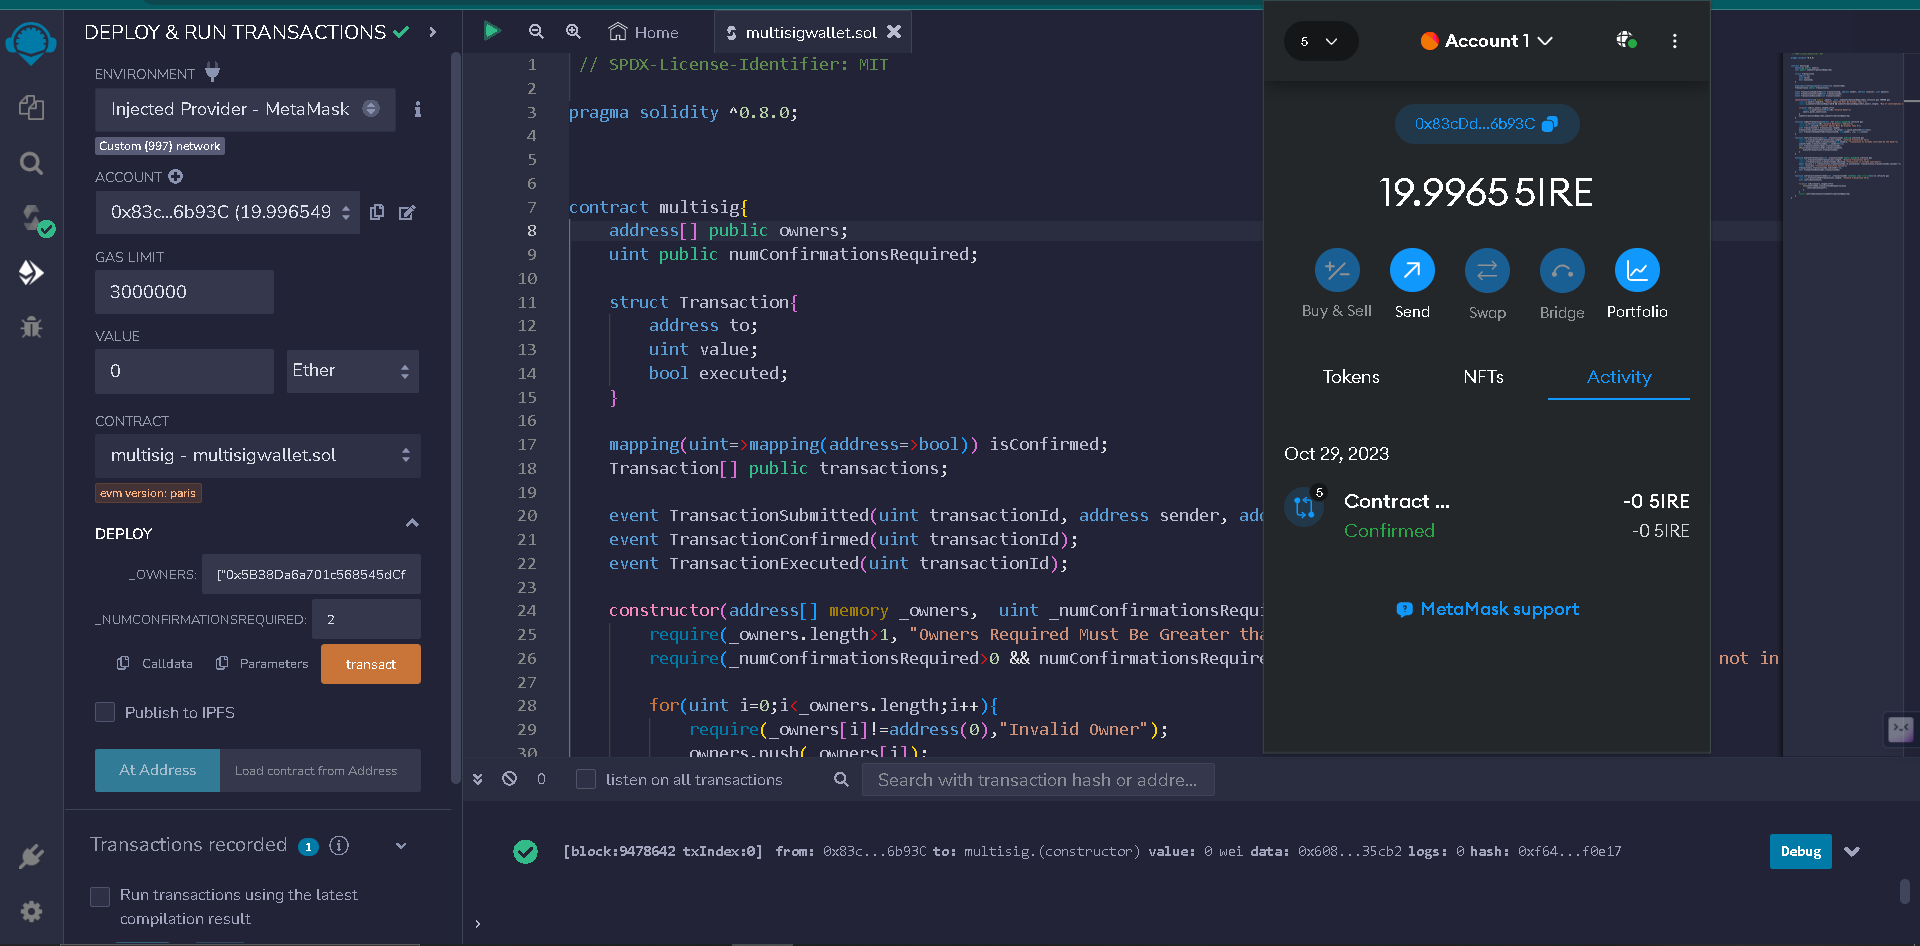 DEPLOY & RUN TRANSACTIONS
ENVIRONMENT
Injected Provider - MetaMask
Custom (997) network
ACCOUNT
0x83c...6b93C (19.996549
GAS LIMIT
3000000
VALUE
0
Ether
CONTRACT
multisig - multisigwallet.sol
evm version: paris
DEPLOY
_OWNERS:
["0x5B38Da6a701c568545dCf
_NUMCONFIRMATIONSREQUIRED:
2
Calldata
Parameters
transact
Publish to IPFS
At Address
Load contract from Address
Transactions recorded 1
Run transactions using the latest
compilation result
Home
multisigwallet.sol
1 // SPDX-License-Identifier: MIT
2
3 pragma solidity ^0.8.0;
4
5
6
7 contract multisig{
8 address[] public owners;
9 uint public numConfirmationsRequired;
10
11 struct Transaction{
12 address to;
13 uint value;
14 bool executed;
15 }
16
17 mapping(uint=>mapping(address=>bool)) isConfirmed;
18 Transaction[] public transactions;
19
20 event TransactionSubmitted(uint transactionId, address sender, add
21 event TransactionConfirmed(uint transactionId);
22 event TransactionExecuted(uint transactionId);
23
24 constructor(address[] memory _owners,  uint _numConfirmationsRequi
25 require(_owners.length>1, "Owners Required Must Be Greater tha
26 require(_numConfirmationsRequired>0 && numConfirmationsRequire not in
27
28 for(uint i=0;i<_owners.length;i++){
29 require(_owners[i]!=address(0),"Invalid Owner");
30 owners.push(_owners[i]);
5
Account 1
0x83cDd...6b93C
19.9965 5IRE
Buy & Sell
Send
Swap
Bridge
Portfolio
Tokens
NFTs
Activity
Oct 29, 2023
5
Contract ...
-0 5IRE
Confirmed
-0 5IRE
MetaMask support
0
listen on all transactions
Search with transaction hash or addre...
[block:9478642 txIndex:0] from: 0x83c...6b93C to: multisig.(constructor) value: 0 wei data: 0x608...35cb2 logs: 0 hash: 0xf64...f0e17
Debug
>